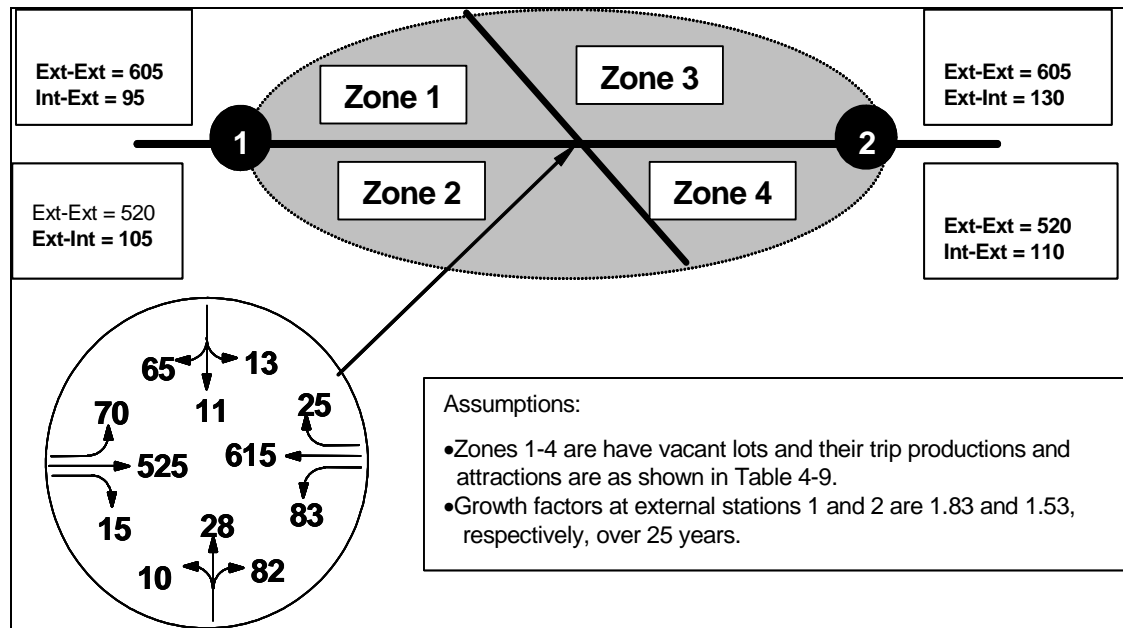 Ext-Ext = 605
Int-Ext = 95
Zone 1
Zone 3
Ext-Ext = 605
Ext-Int = 130
1
2
Ext-Ext = 520
Ext-Int = 105
Zone 2
Zone 4
Ext-Ext = 520
Int-Ext = 110
65
13
70
11
25
525
615
15
28
83
10
82
Assumptions:
•Zones 1-4 are have vacant lots and their trip productions and
attractions are as shown in Table 4-9.
•Growth factors at external stations 1 and 2 are 1.83 and 1.53,
respectively, over 25 years.